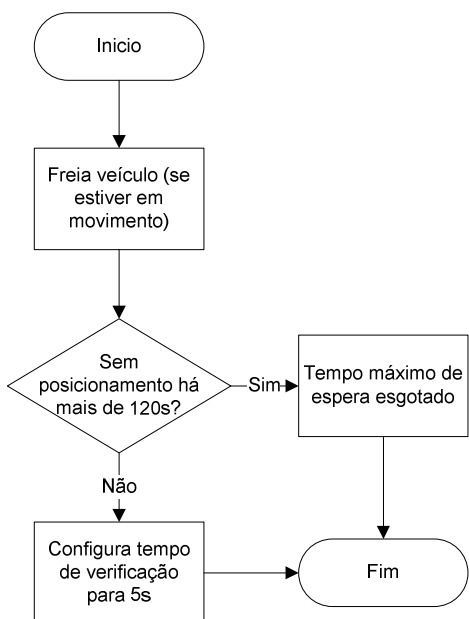 Inicio
Freia veículo (se
estiver em
movimento)
Sem
posicionamento há
mais de 120s?
Sim
Tempo máximo de
espera esgotado
Não
Configura tempo
de verificação
para 5s
Fim